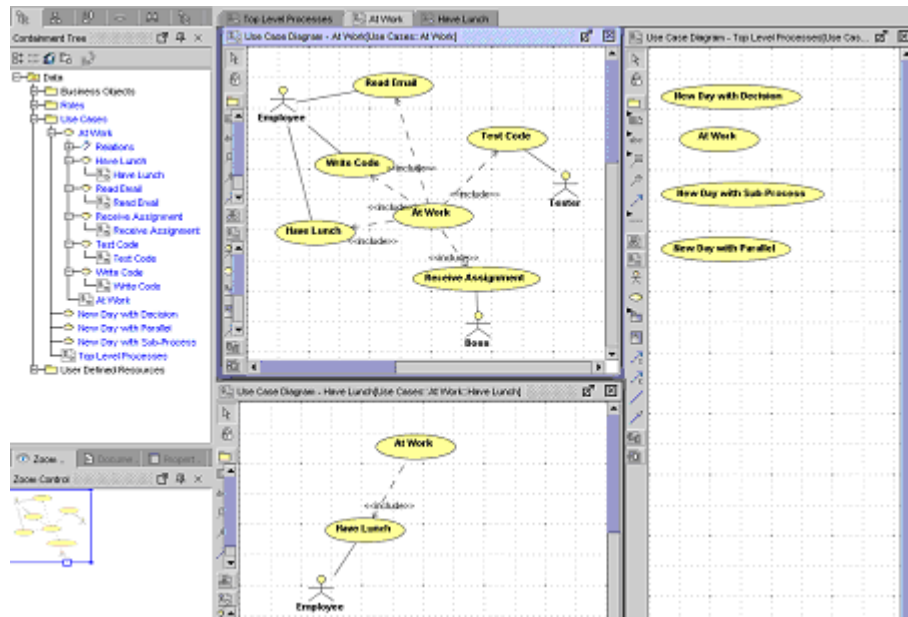 Top Level Processes
At Work
Have Lunch
Containment Tree
Data
Business Objects
Roles
Use Cases
At Work
Relations
Have Lunch
Have Lunch
Read Email
Read Email
Receive Assignment
Receive Assignment
Test Code
Test Code
Write Code
Write Code
At Work
New Day with Decision
New Day with Parallel
New Day with Sub-Process
Top Level Processes
User Defined Resources
Zoom ..
Docume..
Propert..
Zoom Control
Use Case Diagram - At Work[Use Cases::At Work]
Read Email
Employee
Test Code
Write Code
<<include>>
Tester
<<include>>
<<include>>
At Work
Have Lunch
<<include>>
<<include>>
Receive Assignment
Boss
Use Case Diagram - Have Lunch[Use Cases::At Work::Have Lunch]
At Work
<<include>>
Have Lunch
Employee
Use Case Diagram - Top Level Processes[Use Cas...
New Day with Decision
At Work
New Day with Sub-Process
New Day with Parallel